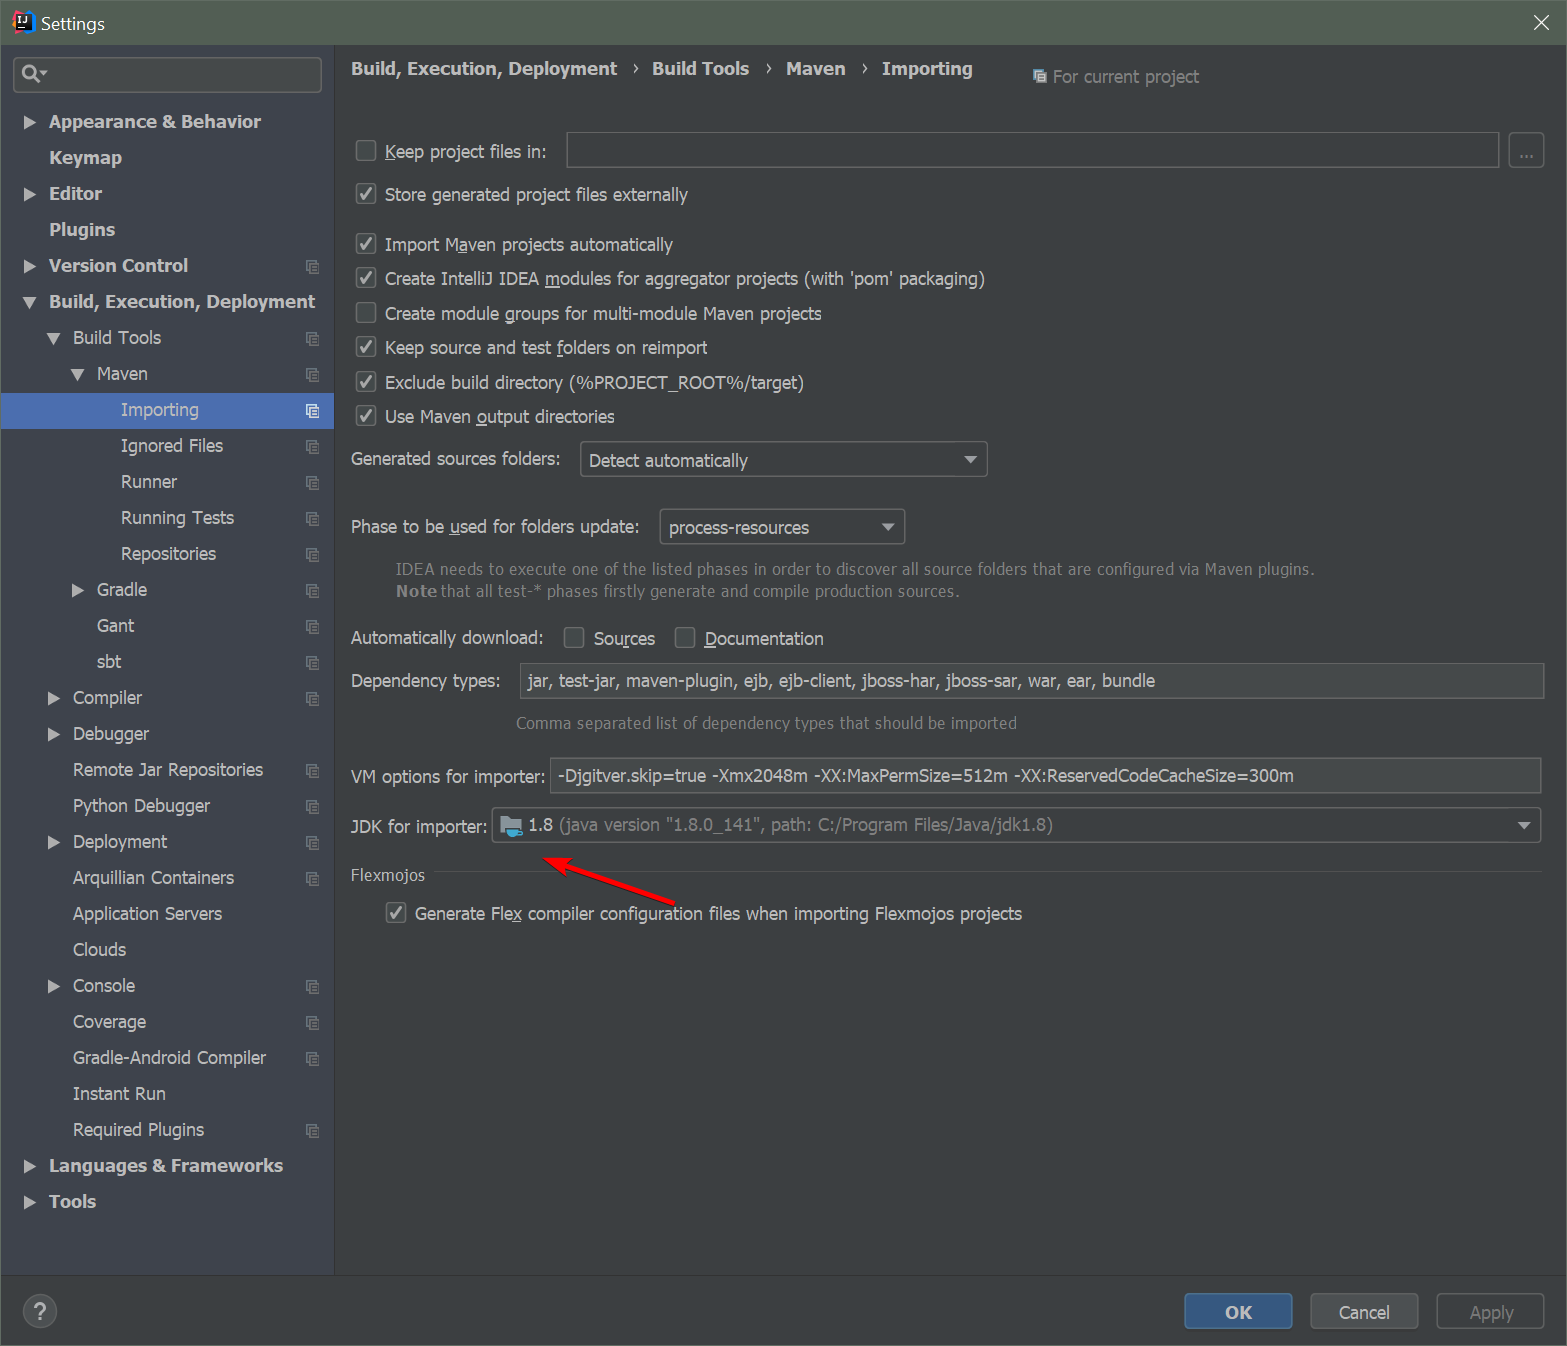 Settings
Appearance & Behavior
Keymap
Editor
Plugins
Version Control
Build, Execution, Deployment
Build Tools
Maven
Importing
Ignored Files
Runner
Running Tests
Repositories
Gradle
Gant
sbt
Compiler
Debugger
Remote Jar Repositories
Python Debugger
Deployment
Arquillian Containers
Application Servers
Clouds
Console
Coverage
Gradle-Android Compiler
Instant Run
Required Plugins
Languages & Frameworks
Tools
Build, Execution, Deployment › Build Tools › Maven › Importing For current project
Keep project files in: ...
Store generated project files externally
Import Maven projects automatically
Create IntelliJ IDEA modules for aggregator projects (with 'pom' packaging)
Create module groups for multi-module Maven projects
Keep source and test folders on reimport
Exclude build directory (%PROJECT_ROOT%/target)
Use Maven output directories
Generated sources folders: Detect automatically
Phase to be used for folders update: process-resources
IDEA needs to execute one of the listed phases in order to discover all source folders that are configured via Maven plugins.
Note that all test-* phases firstly generate and compile production sources.
Automatically download: Sources Documentation
Dependency types: jar, test-jar, maven-plugin, ejb, ejb-client, jboss-har, jboss-sar, war, ear, bundle
Comma separated list of dependency types that should be imported
VM options for importer: -Djgitver.skip=true -Xmx2048m -XX:MaxPermSize=512m -XX:ReservedCodeCacheSize=300m
JDK for importer: 1.8 (java version "1.8.0_141", path: C:/Program Files/Java/jdk1.8)
Flexmojos
Generate Flex compiler configuration files when importing Flexmojos projects
? OK Cancel Apply